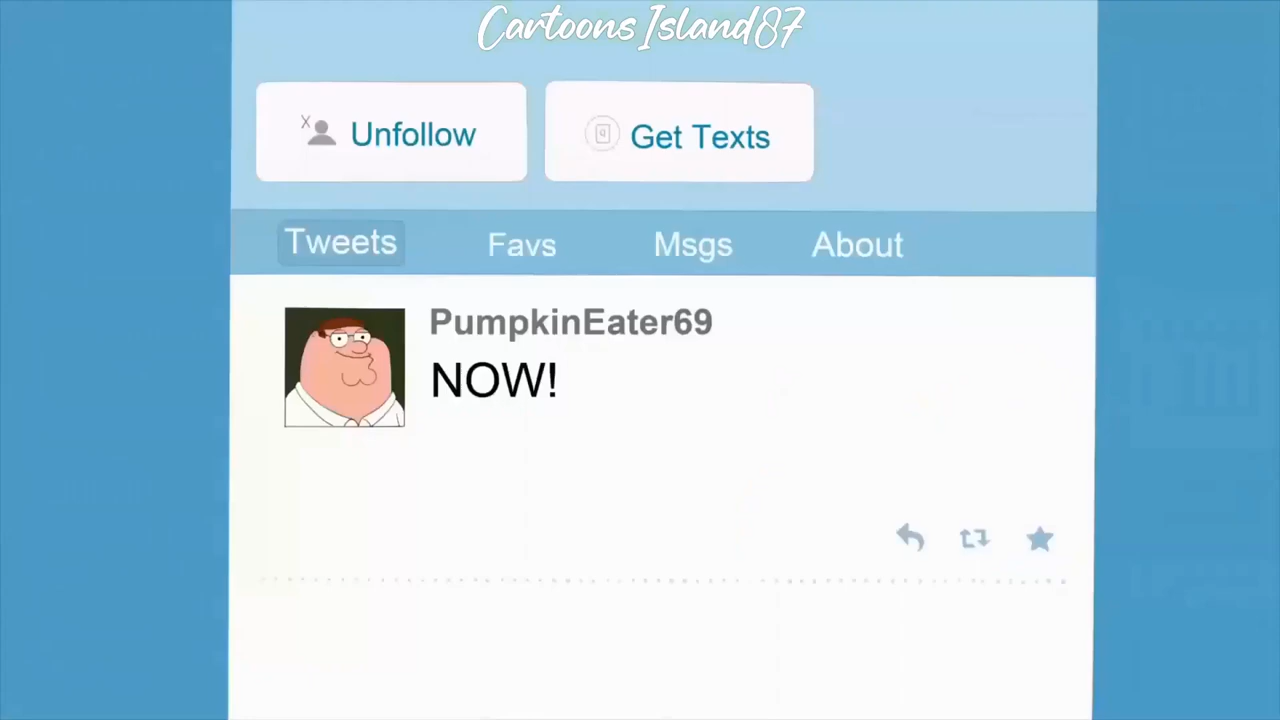 Cartoons Island87
X Unfollow
Get Texts
Tweets Favs Msgs About
PumpkinEater69
NOW!